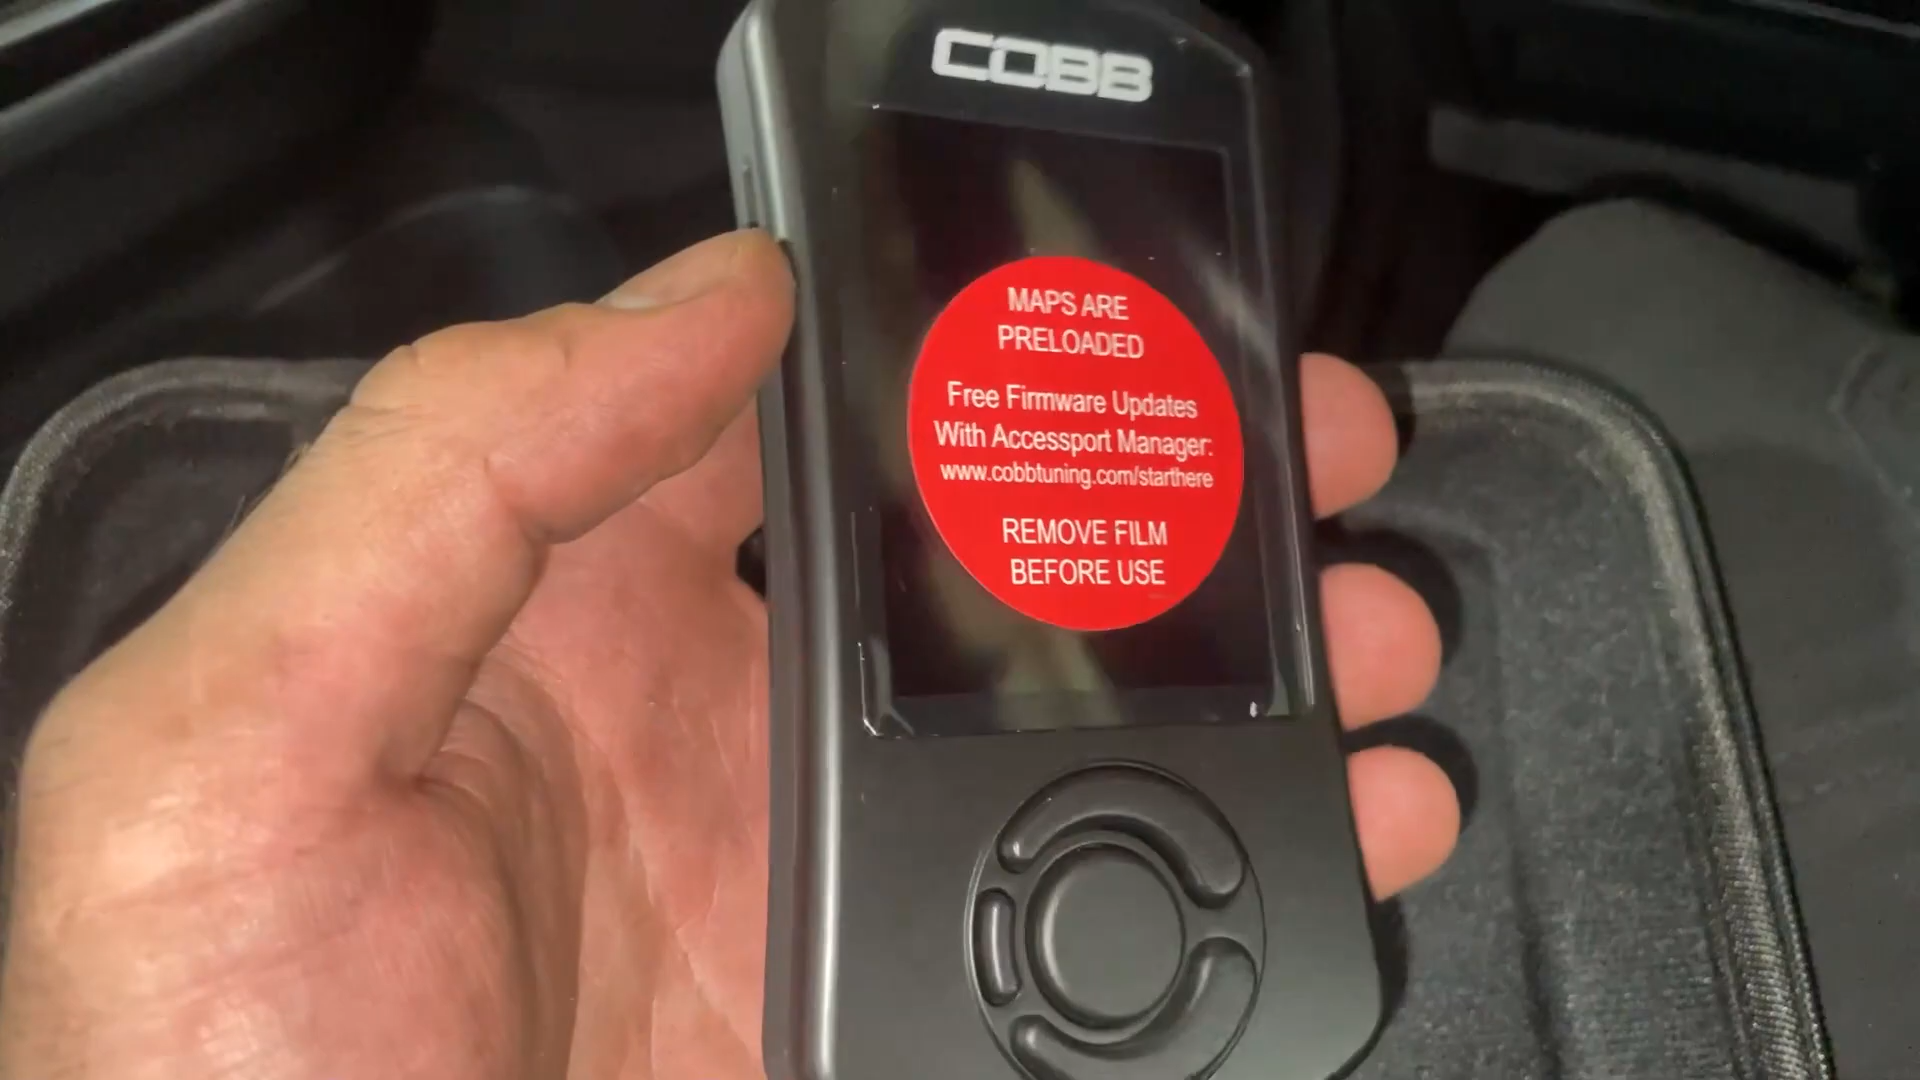 COBB
MAPS ARE
PRELOADED
Free Firmware Updates
With Accessport Manager:
www.cobbtuning.com/starthere
REMOVE FILM
BEFORE USE